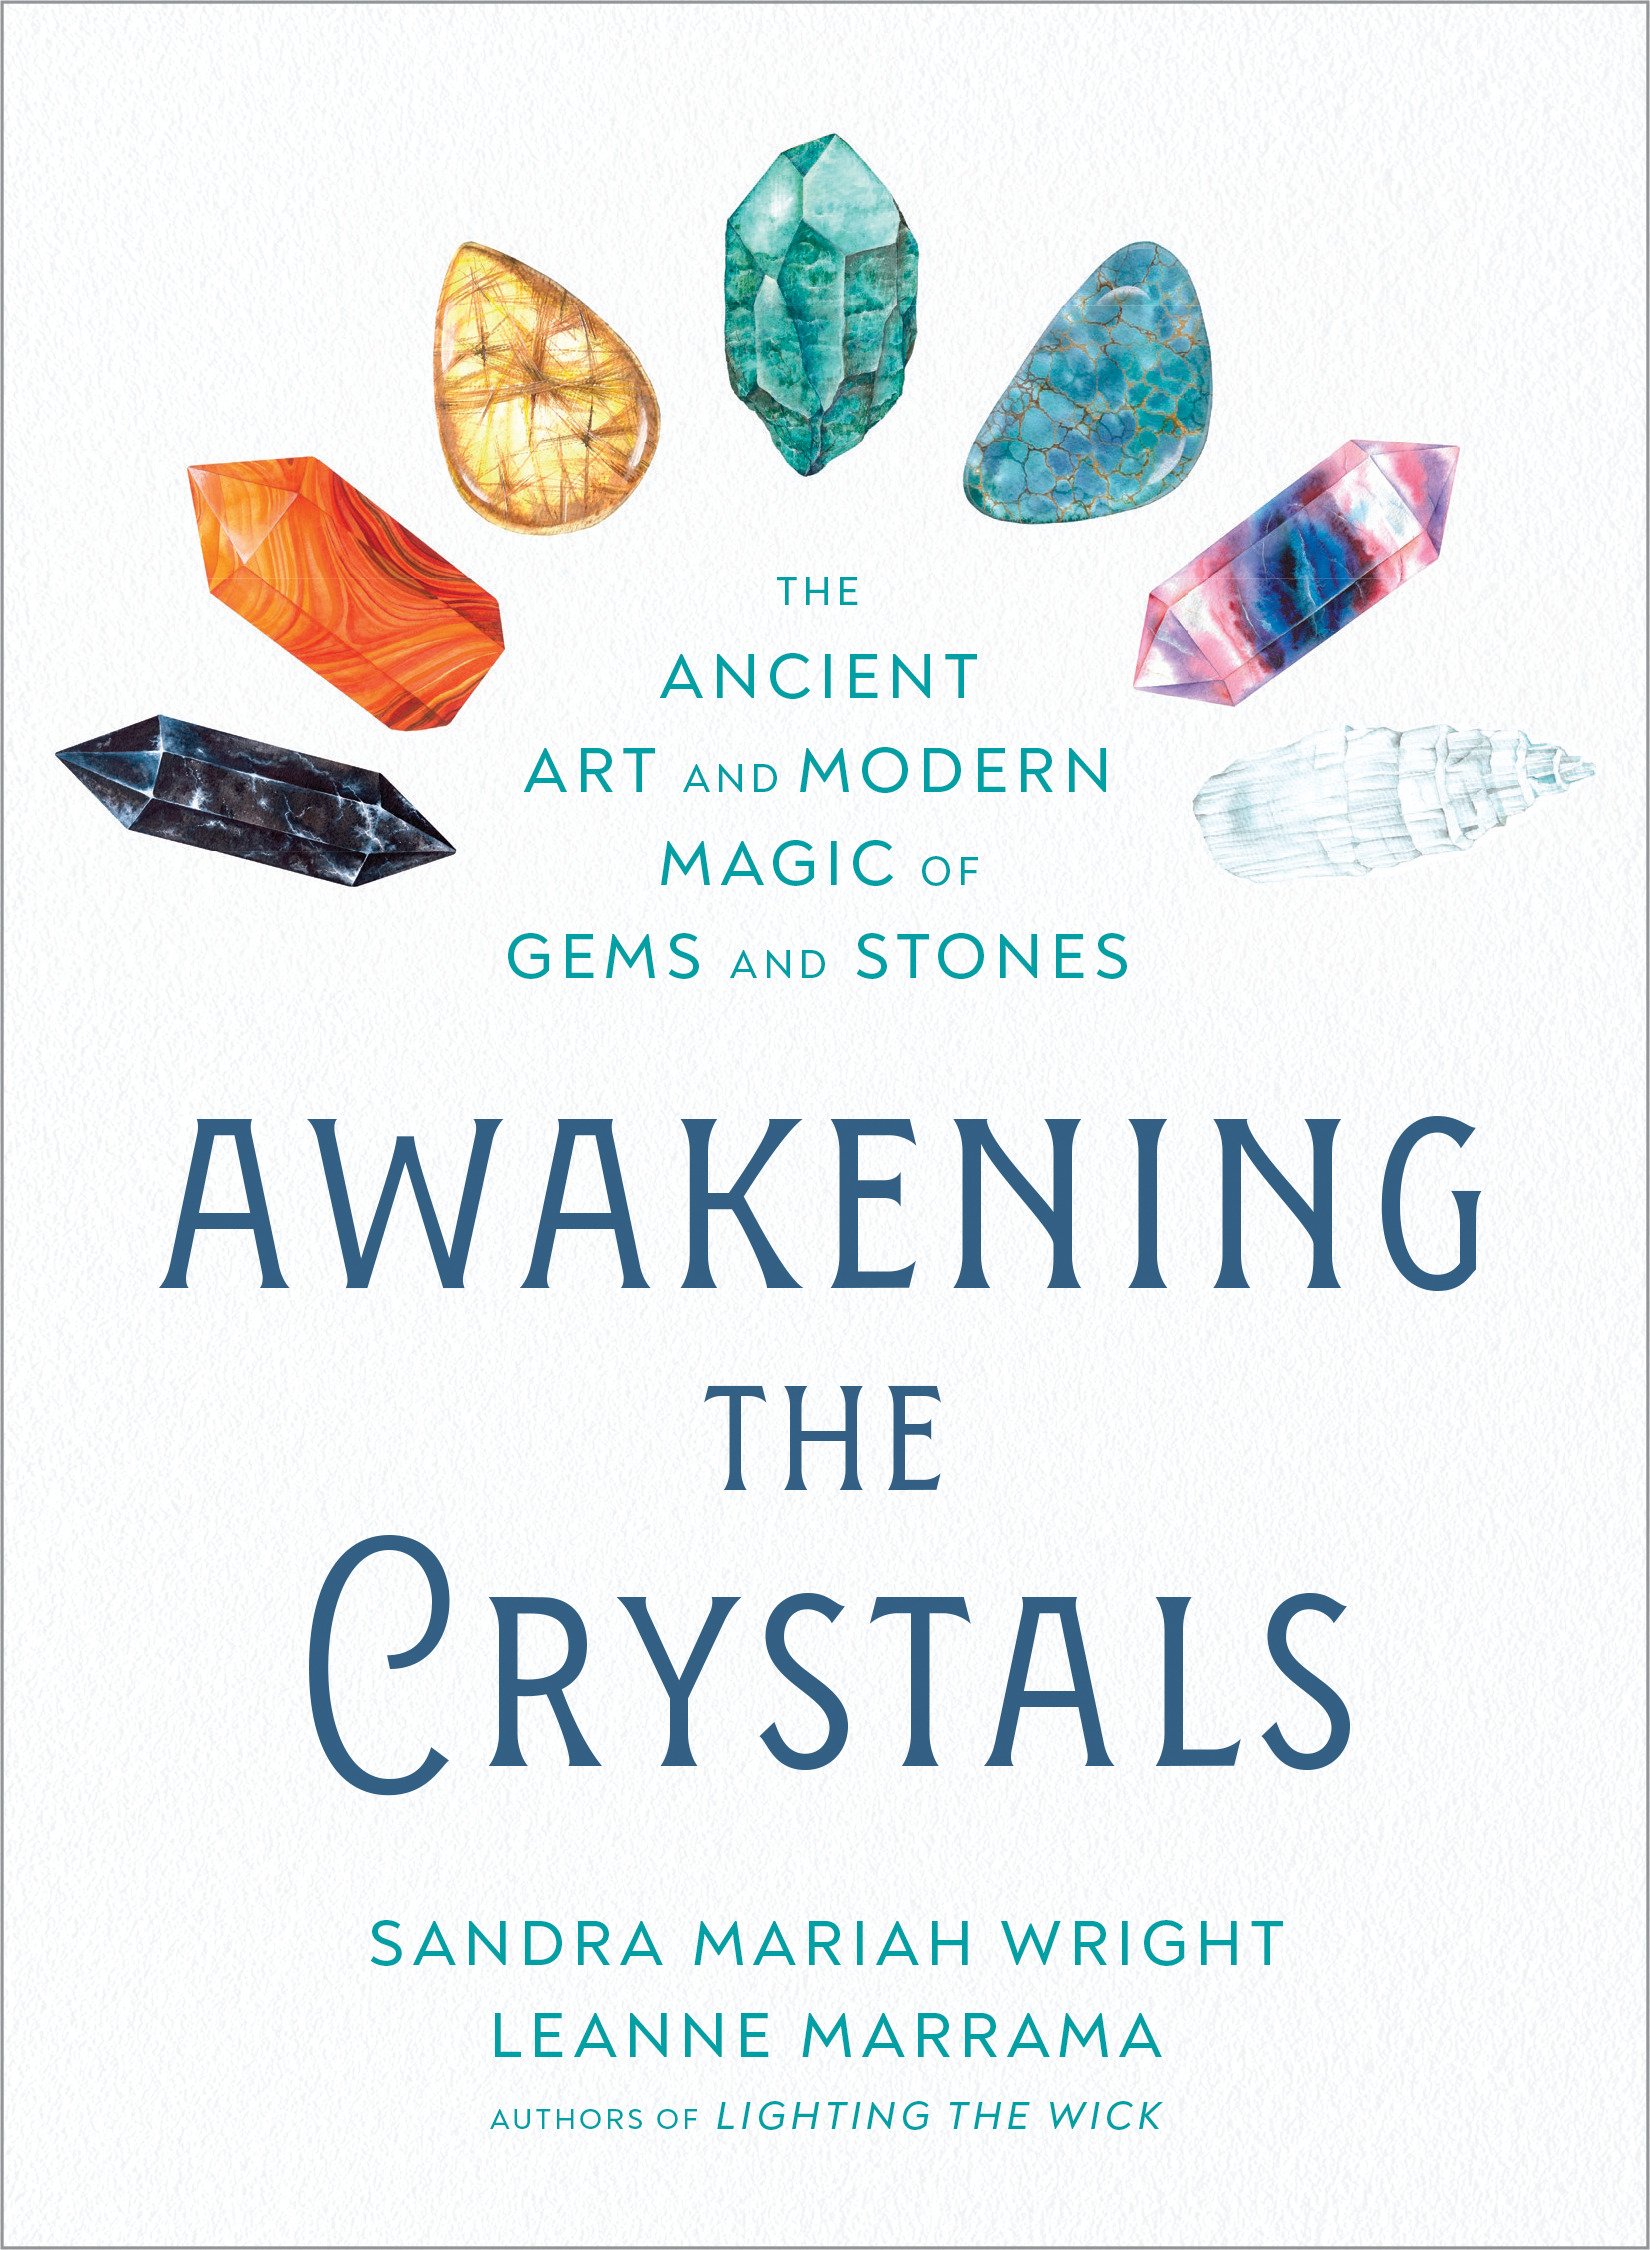 THE
ANCIENT
ART AND MODERN
MAGIC OF
GEMS AND STONES
AWAKENING
THE
CRYSTALS
SANDRA MARIAH WRIGHT
LEANNE MARRAMA
AUTHORS OF LIGHTING THE WICK